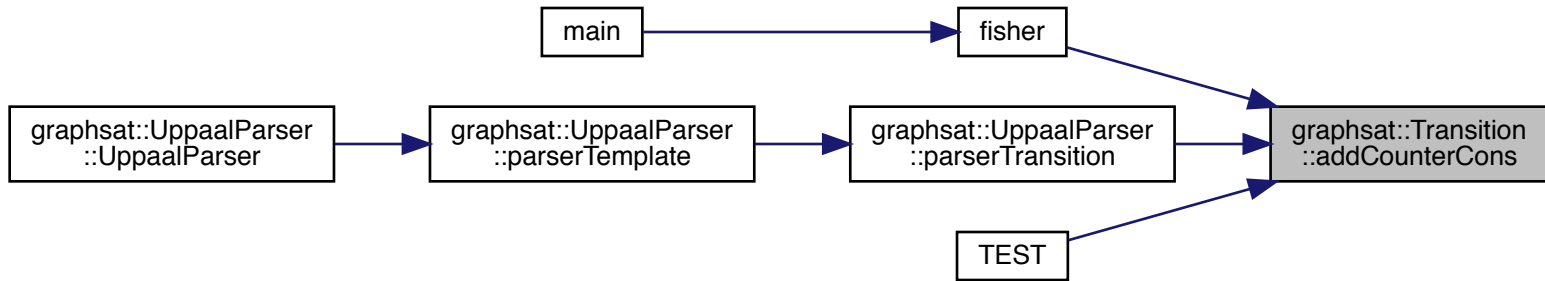 main
fisher
graphsat::UppaalParser
::UppaalParser
graphsat::UppaalParser
::parserTemplate
graphsat::UppaalParser
::parserTransition
graphsat::Transition
::addCounterCons
TEST